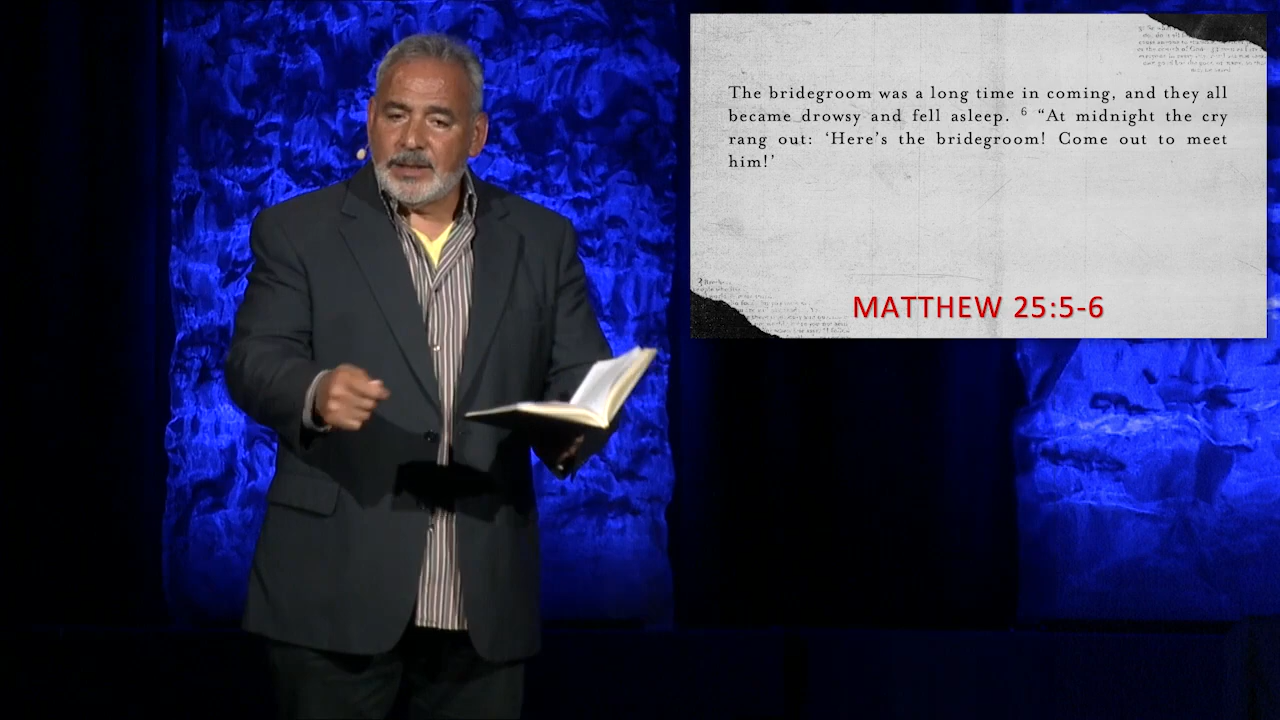 The bridegroom was a long time in coming, and they all
became drowsy and fell asleep. ⁶ “At midnight the cry
rang out: ‘Here’s the bridegroom! Come out to meet
him!’
MATTHEW 25:5-6